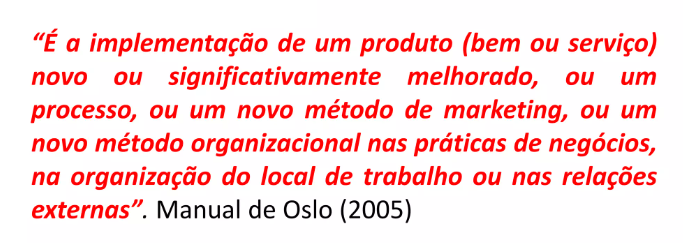 “É a implementação de um produto (bem ou serviço)
novo ou significativamente melhorado, ou um
processo, ou um novo método de marketing, ou um
novo método organizacional nas práticas de negócios,
na organização do local de trabalho ou nas relações
externas”. Manual de Oslo (2005)